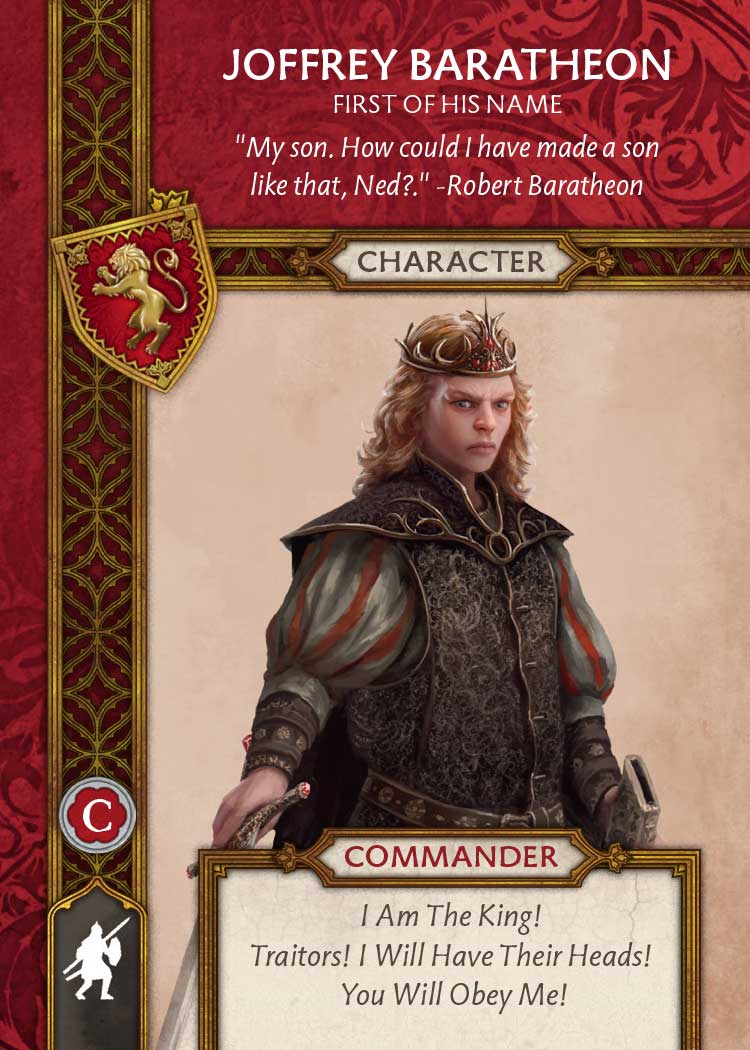 JOFFREY BARATHEON
FIRST OF HIS NAME
"My son. How could I have made a son
like that, Ned?." -Robert Baratheon
CHARACTER
C
COMMANDER
I Am The King!
Traitors! I Will Have Their Heads!
You Will Obey Me!